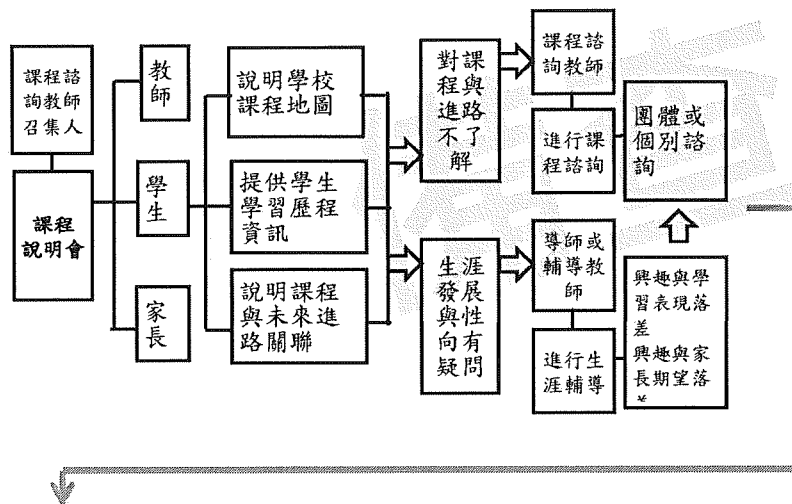 課程諮
詢教師
召集人
課程
說明會
教
師
學
生
家
長
說明學校
課程地圖
提供學生
學習歷程
資訊
說明課程
與未來進
路關聯
對課
程與
進路
不了
解
生涯
發展
與性
向有
疑問
課程諮
詢教師
進行課
程諮詢
團體或
個別諮
詢
導師或
輔導教
師
進行生
涯輔導
興趣與學
習表現落
差
興趣與家
長期望落